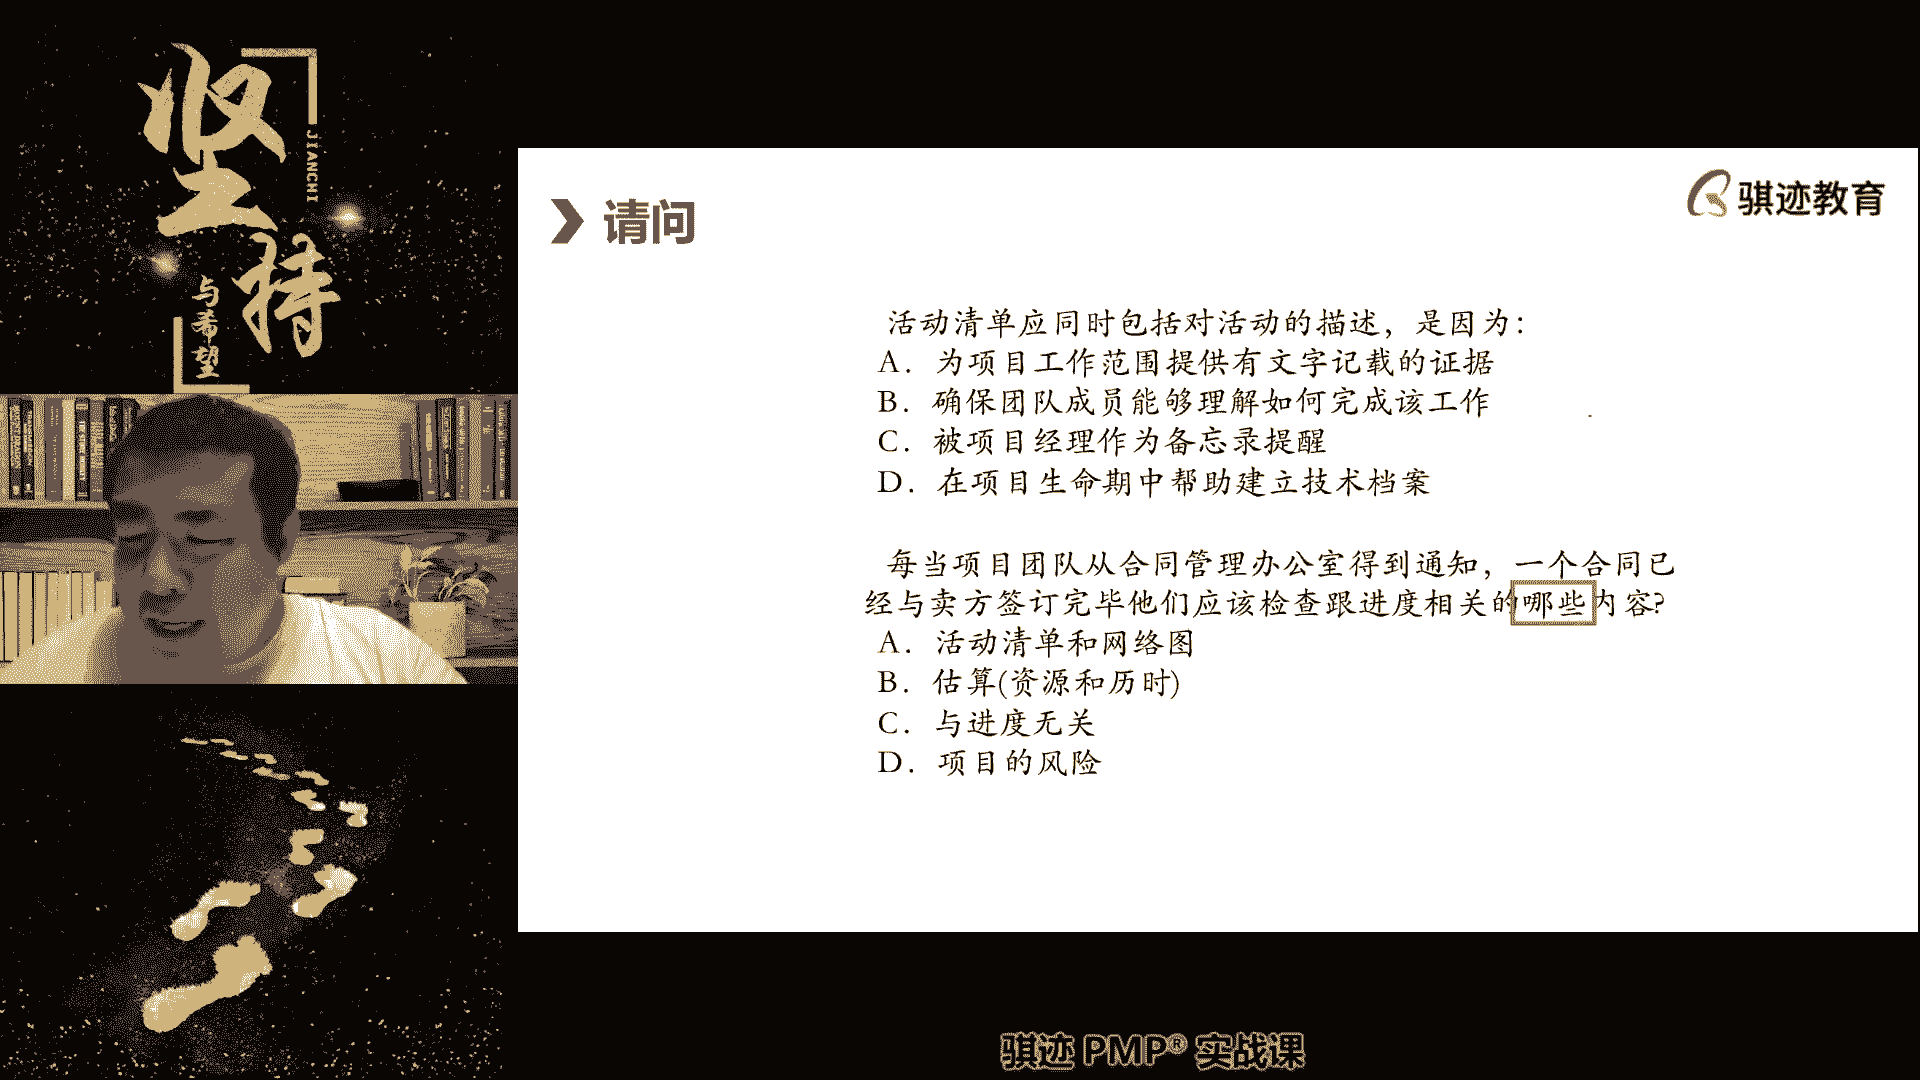 坚持
JIANCHI
与希望
请问
骐迹教育
活动清单应同时包括对活动的描述，是因为：
A．为项目工作范围提供有文字记载的证据
B．确保团队成员能够理解如何完成该工作
C．被项目经理作为备忘录提醒
D．在项目生命期中帮助建立技术档案
每当项目团队从合同管理办公室得到通知，一个合同已
经与卖方签订完毕他们应该检查跟进度相关的哪些内容?
A．活动清单和网络图
B．估算(资源和历时)
C．与进度无关
D．项目的风险
骐迹 PMP® 实战课